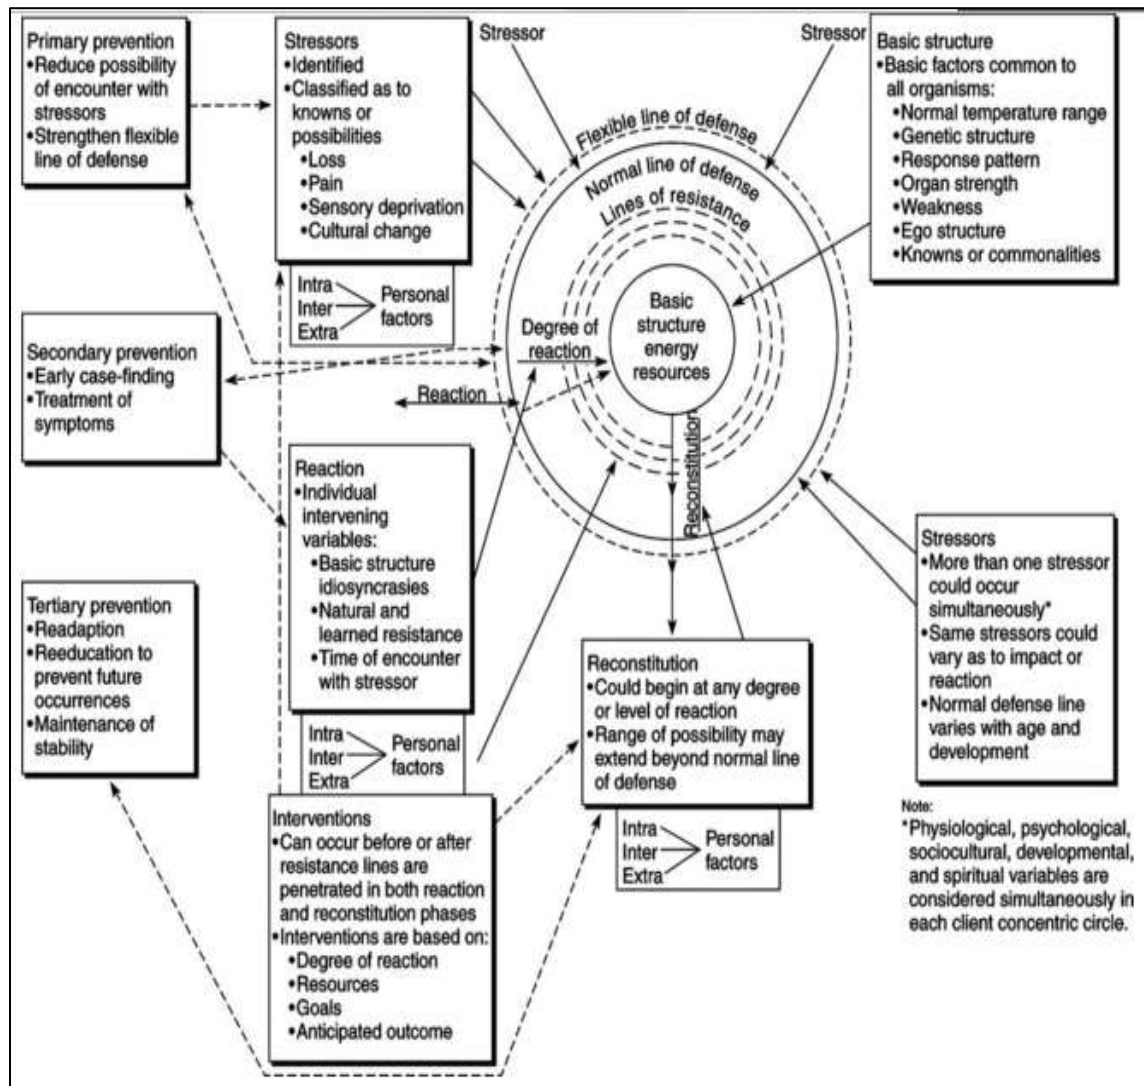 Primary prevention
•Reduce possibility
of encounter with
stressors
•Strengthen flexible
line of defense
Stressors
•Identified
•Classified as to
knowns or
possibilities
•Loss
•Pain
•Sensory deprivation
•Cultural change
Intra
Inter
Extra
Personal
factors
Stressor
Stressor
Basic structure
•Basic factors common to
all organisms:
•Normal temperature range
•Genetic structure
•Response pattern
•Organ strength
•Weakness
•Ego structure
•Knowns or commonalities
Flexible line of defense
Normal line of defense
Lines of resistance
Basic
structure
energy
resources
Degree of
reaction
Reaction
Reconstitution
Secondary prevention
•Early case-finding
•Treatment of
symptoms
Reaction
•Individual
intervening
variables:
•Basic structure
idiosyncrasies
•Natural and
learned resistance
•Time of encounter
with stressor
Intra
Inter
Extra
Personal
factors
Tertiary prevention
•Readaption
•Reeducation to
prevent future
occurrences
•Maintenance of
stability
Interventions
•Can occur before or after
resistance lines are
penetrated in both reaction
and reconstitution phases
•Interventions are based on:
•Degree of reaction
•Resources
•Goals
•Anticipated outcome
Reconstitution
•Could begin at any degree
or level of reaction
•Range of possibility may
extend beyond normal line
of defense
Intra
Inter
Extra
Personal
factors
Stressors
•More than one stressor
could occur
simultaneously*
•Same stressors could
vary as to impact or
reaction
•Normal defense line
varies with age and
development
Note:
*Physiological, psychological,
sociocultural, developmental,
and spiritual variables are
considered simultaneously in
each client concentric circle.